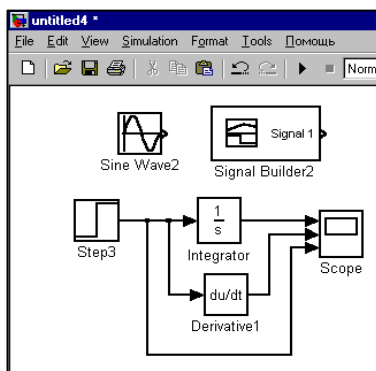 untitled4 *
File Edit View Simulation Format Tools Помощь
Norm
Signal 1
Sine Wave2
Signal Builder2
1
s
Step3
Integrator
Scope
du/dt
Derivative1